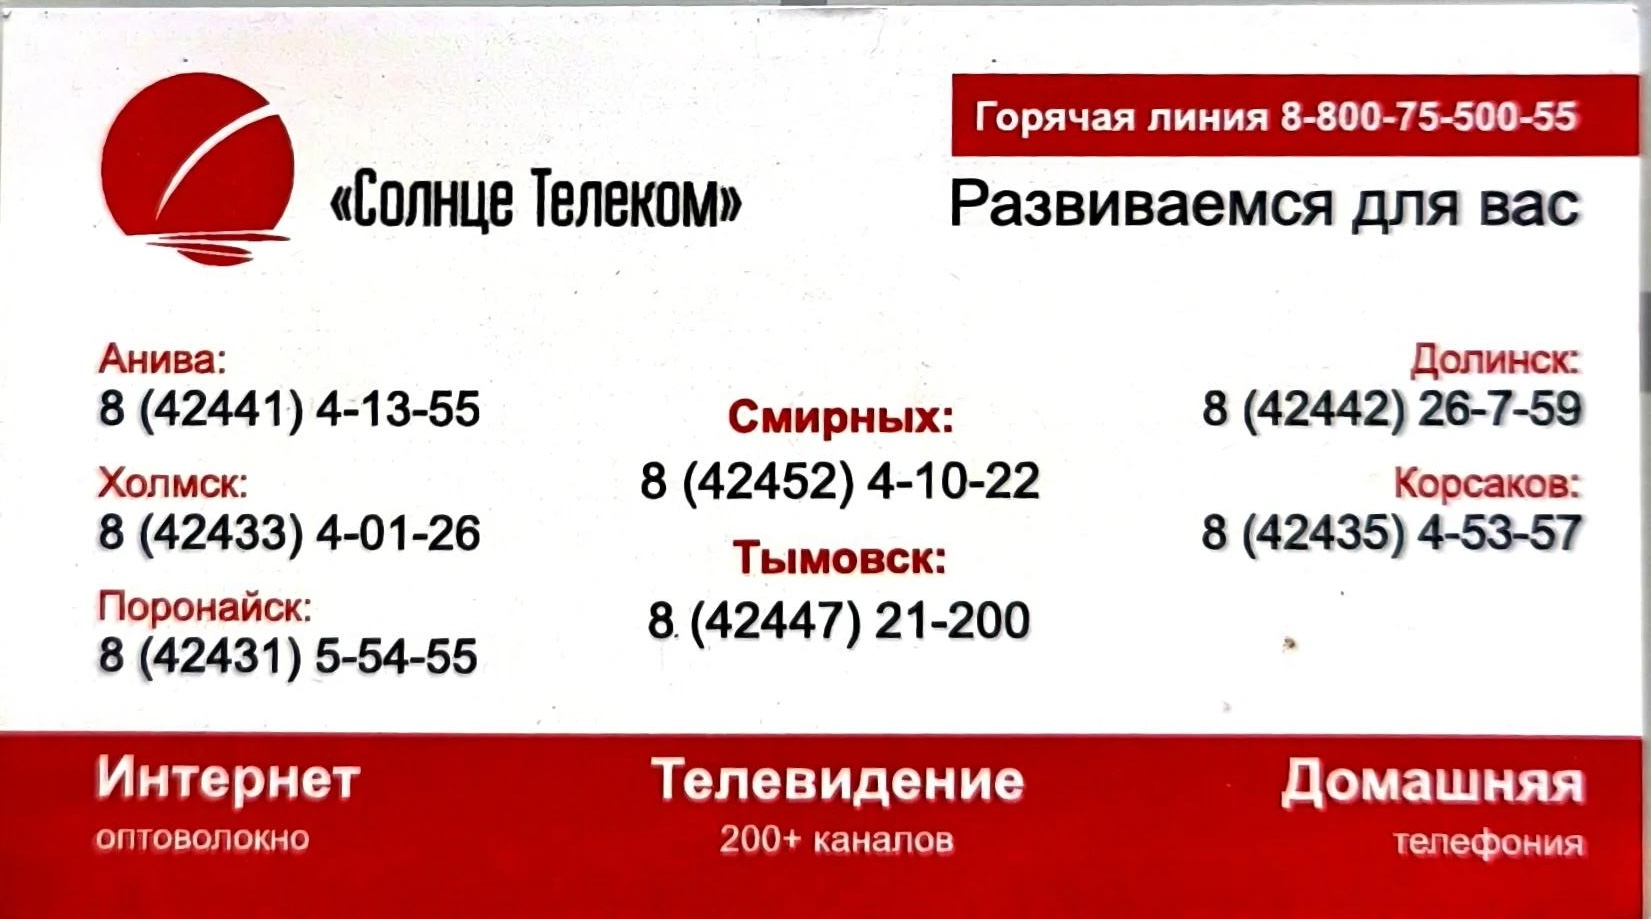 «Солнце Телеком»
Горячая линия 8-800-75-500-55
Развиваемся для вас
Анива:
8 (42441) 4-13-55
Холмск:
8 (42433) 4-01-26
Поронайск:
8 (42431) 5-54-55
Смирных:
8 (42452) 4-10-22
Тымовск:
8 (42447) 21-200
Долинск:
8 (42442) 26-7-59
Корсаков:
8 (42435) 4-53-57
Интернет
оптоволокно
Телевидение
200+ каналов
Домашняя
телефония